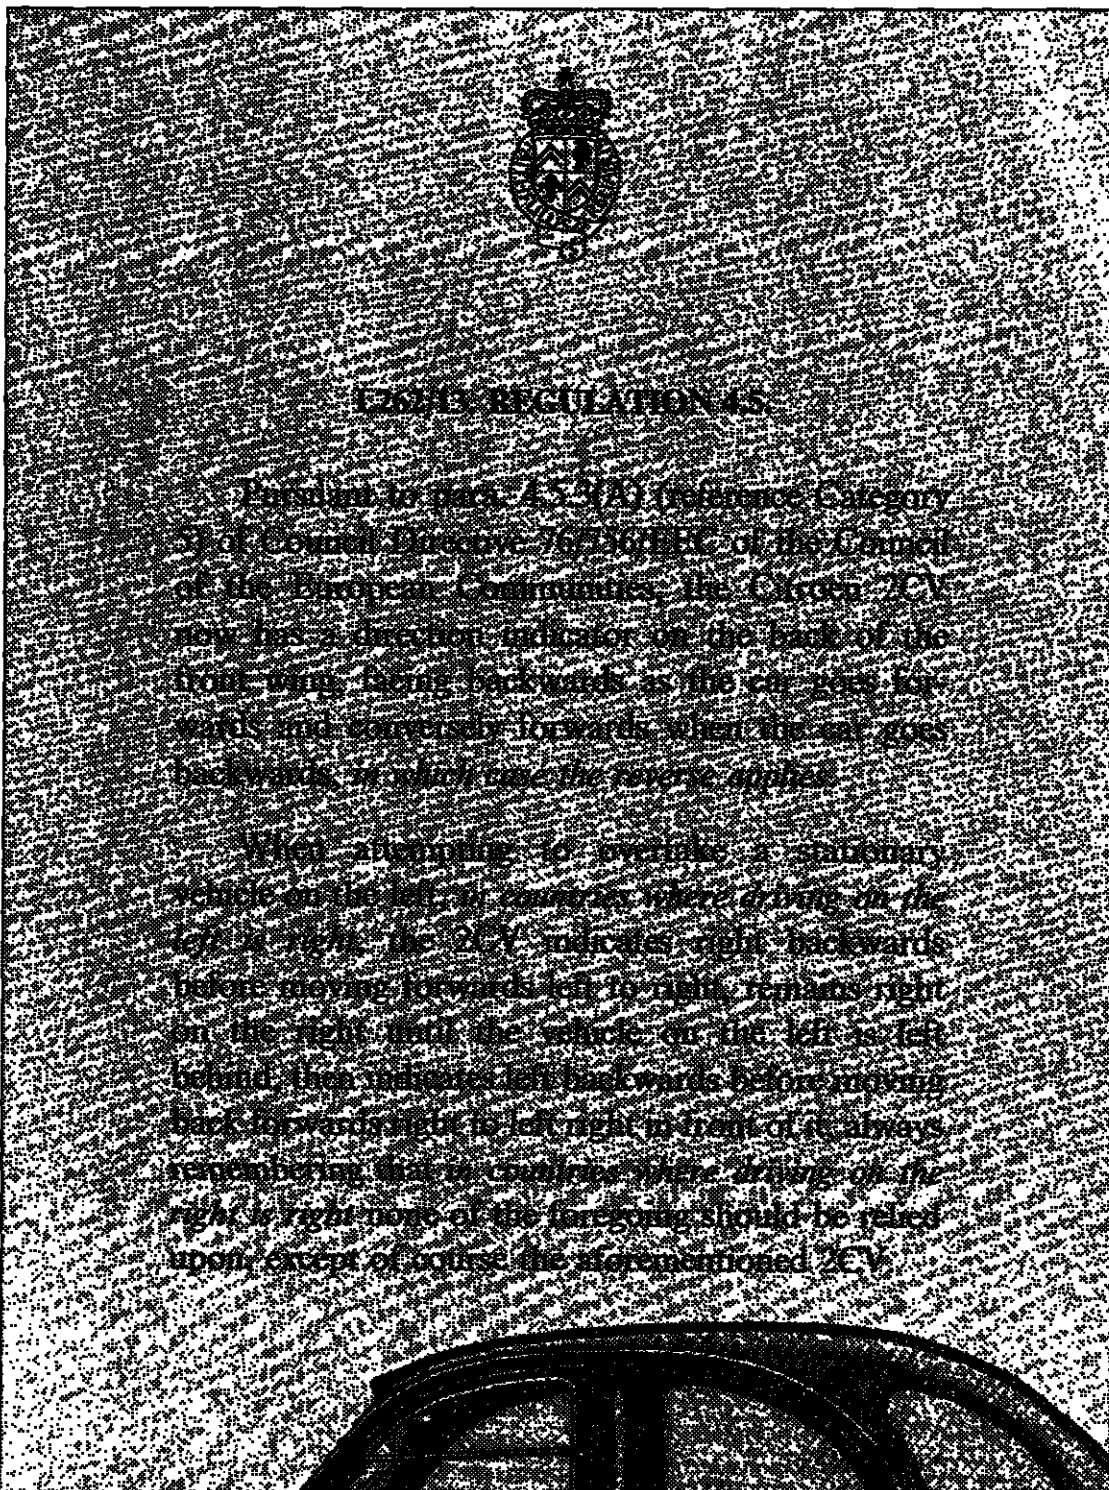 L262/13. REGULATION 4.5.
Pursuant to para. 4.5.3(A) (reference Category
5) of Council Directive 76/756/EEC of the Council
of the European Communities, the Citroen 2CV
now has a direction indicator on the back of the
front wing, facing backwards as the car goes for-
wards and conversely forwards when the car goes
backwards, in which case the reverse applies.
When attempting to overtake a stationary
vehicle on the left, in countries where driving on the
left is right, the 2CV indicates right backwards
before moving forwards left to right, remains right
on the right until the vehicle on the left is left
behind, then indicates left backwards before moving
back forwards right to left right in front of it, always
remembering that in countries where driving on the
right is right none of the foregoing should be relied
upon, except of course the aforementioned 2CV.